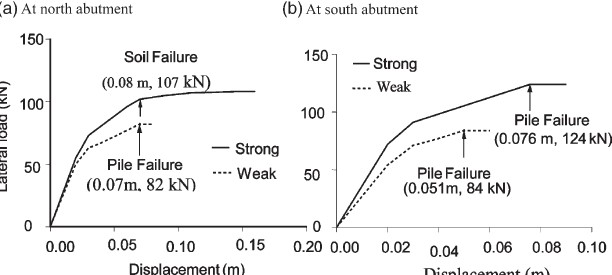 (a) At north abutment
150
100
50
0
Lateral load (kN)
Soil Failure
(0.08 m, 107 kN)
Pile Failure
(0.07m, 82 kN)
Strong
Weak
0.00 0.05 0.10 0.15 0.20
Displacement (m)
(b) At south abutment
150
100
50
0
Strong
Weak
Pile Failure
(0.076 m, 124 kN)
Pile Failure
(0.051m, 84 kN)
0.00 0.02 0.04 0.06 0.08 0.10
Displacement (m)